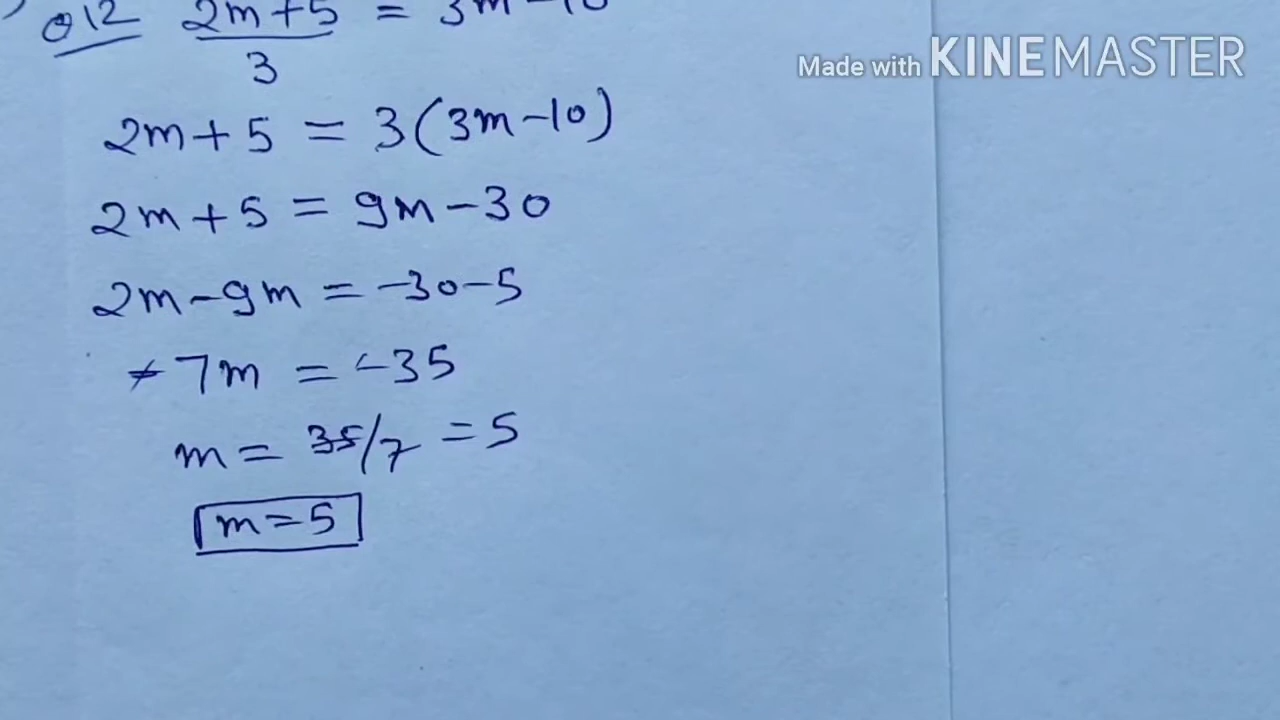 Q12 2m+5/3 = 3m-10
Made with KINEMASTER
2m+5 = 3(3m-10)
2m+5 = 9m-30
2m-9m = -30-5
-7m = -35
m = 35/7 = 5
m=5